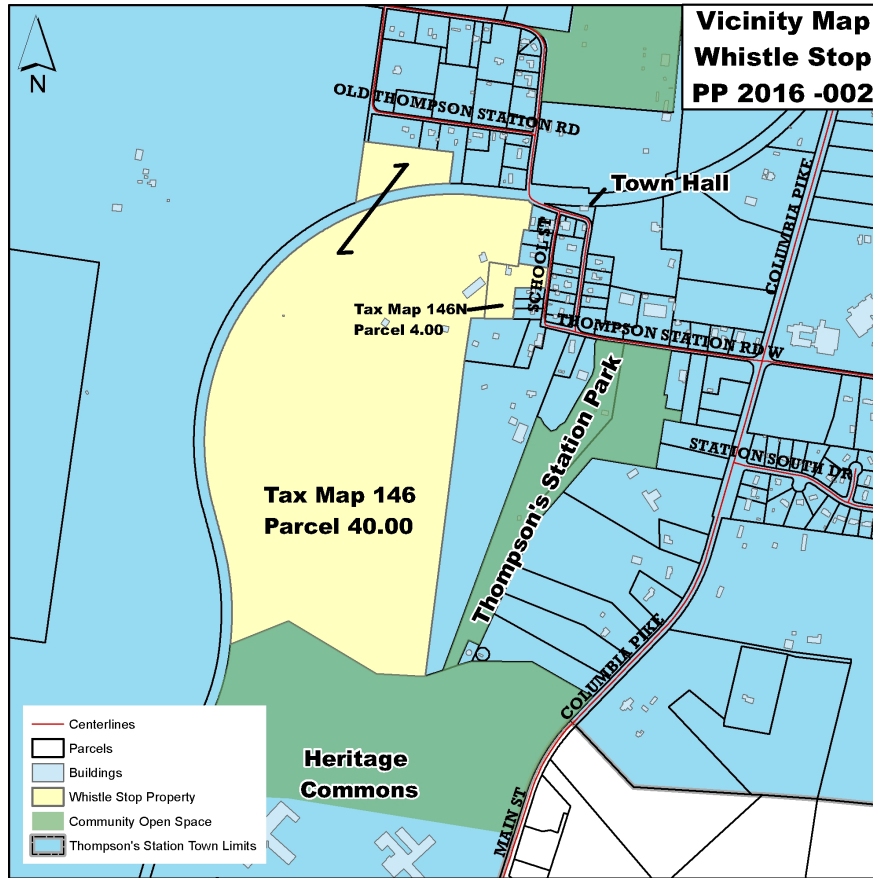 Vicinity Map
Whistle Stop
PP 2016 -002
N
OLD THOMPSON STATION RD
Town Hall
COLUMBIA PIKE
SCHOOL ST
Tax Map 146N
Parcel 4.00
THOMPSON STATION RD W
Thompson's Station Park
STATION SOUTH DR
Tax Map 146
Parcel 40.00
COLUMBIA PIKE
Heritage
Commons
MAIN ST
Centerlines
Parcels
Buildings
Whistle Stop Property
Community Open Space
Thompson's Station Town Limits